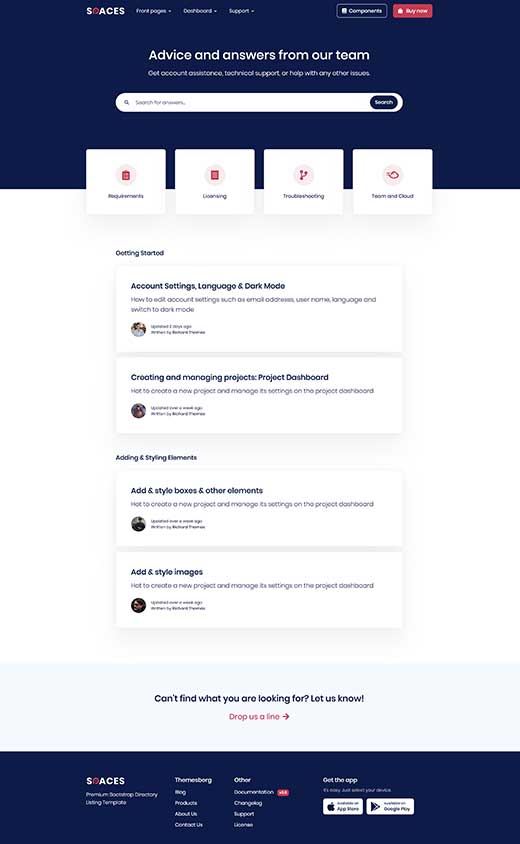 SPACES
Front pages
Dashboard
Support
Components
Buy now
Advice and answers from our team
Get account assistance, technical support, or help with any other issues.
Search for answers...
Search
Requirements
Licensing
Troubleshooting
Team and Cloud
Getting Started
Account Settings, Language & Dark Mode
How to edit account settings such as email addresses, user name, language and
switch to dark mode
Updated 2 days ago
Written by Richard Thomas
Creating and managing projects: Project Dashboard
Hot to create a new project and manage its settings on the project dashboard
Updated over a week ago
Written by Richard Thomas
Adding & Styling Elements
Add & style boxes & other elements
Hot to create a new project and manage its settings on the project dashboard
Updated over a week ago
Written by Richard Thomas
Add & style images
Hot to create a new project and manage its settings on the project dashboard
Updated over a week ago
Written by Richard Thomas
Can't find what you are looking for? Let us know!
Drop us a line
SPACES
Premium Bootstrap Directory
Listing Template
Themesberg
Blog
Products
About Us
Contact Us
Other
Documentation
Changelog
Support
License
Get the app
It's easy. Just select your device.
Available on
App Store
Available on
Google Play